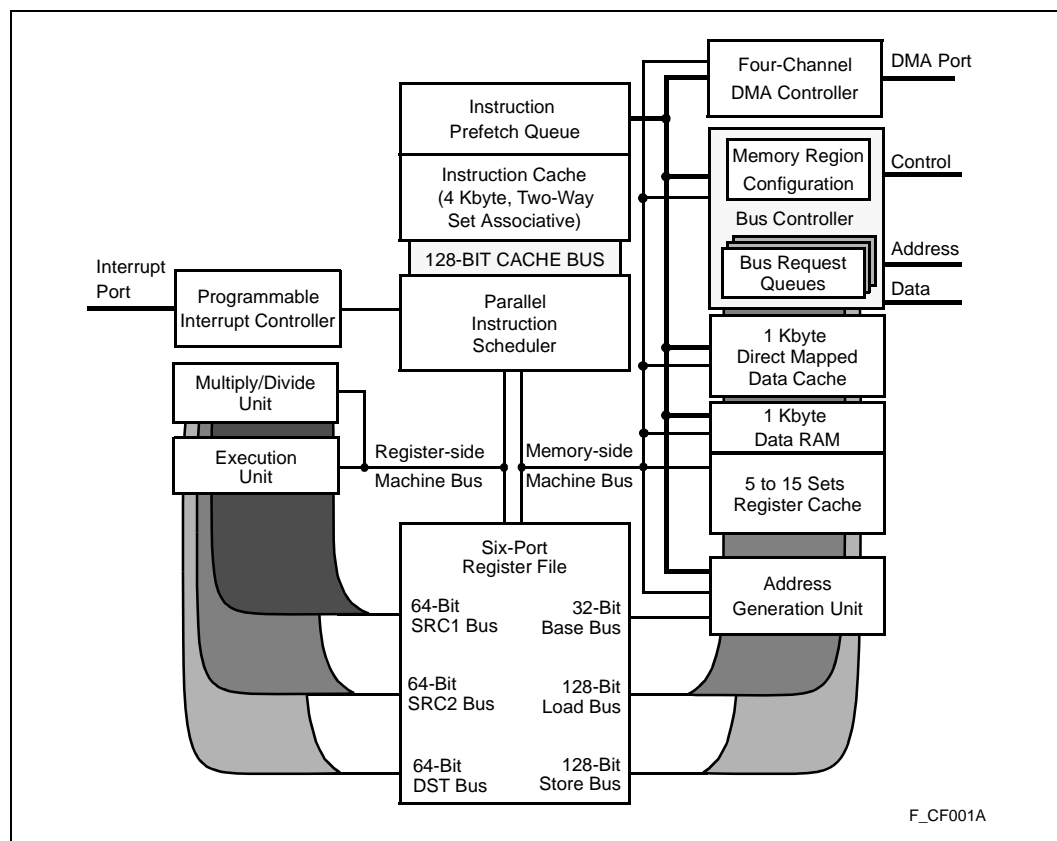 Four-Channel
DMA Controller
DMA Port
Instruction
Prefetch Queue
Memory Region
Configuration
Control
Instruction Cache
(4 Kbyte, Two-Way
Set Associative)
Bus Controller
128-BIT CACHE BUS
Bus Request
Queues
Address
Data
Interrupt
Port
Programmable
Interrupt Controller
Parallel
Instruction
Scheduler
1 Kbyte
Direct Mapped
Data Cache
Multiply/Divide
Unit
1 Kbyte
Data RAM
Execution
Unit
Register-side
Machine Bus
Memory-side
Machine Bus
5 to 15 Sets
Register Cache
Six-Port
Register File
Address
Generation Unit
64-Bit
SRC1 Bus
32-Bit
Base Bus
64-Bit
SRC2 Bus
128-Bit
Load Bus
64-Bit
DST Bus
128-Bit
Store Bus
F_CF001A